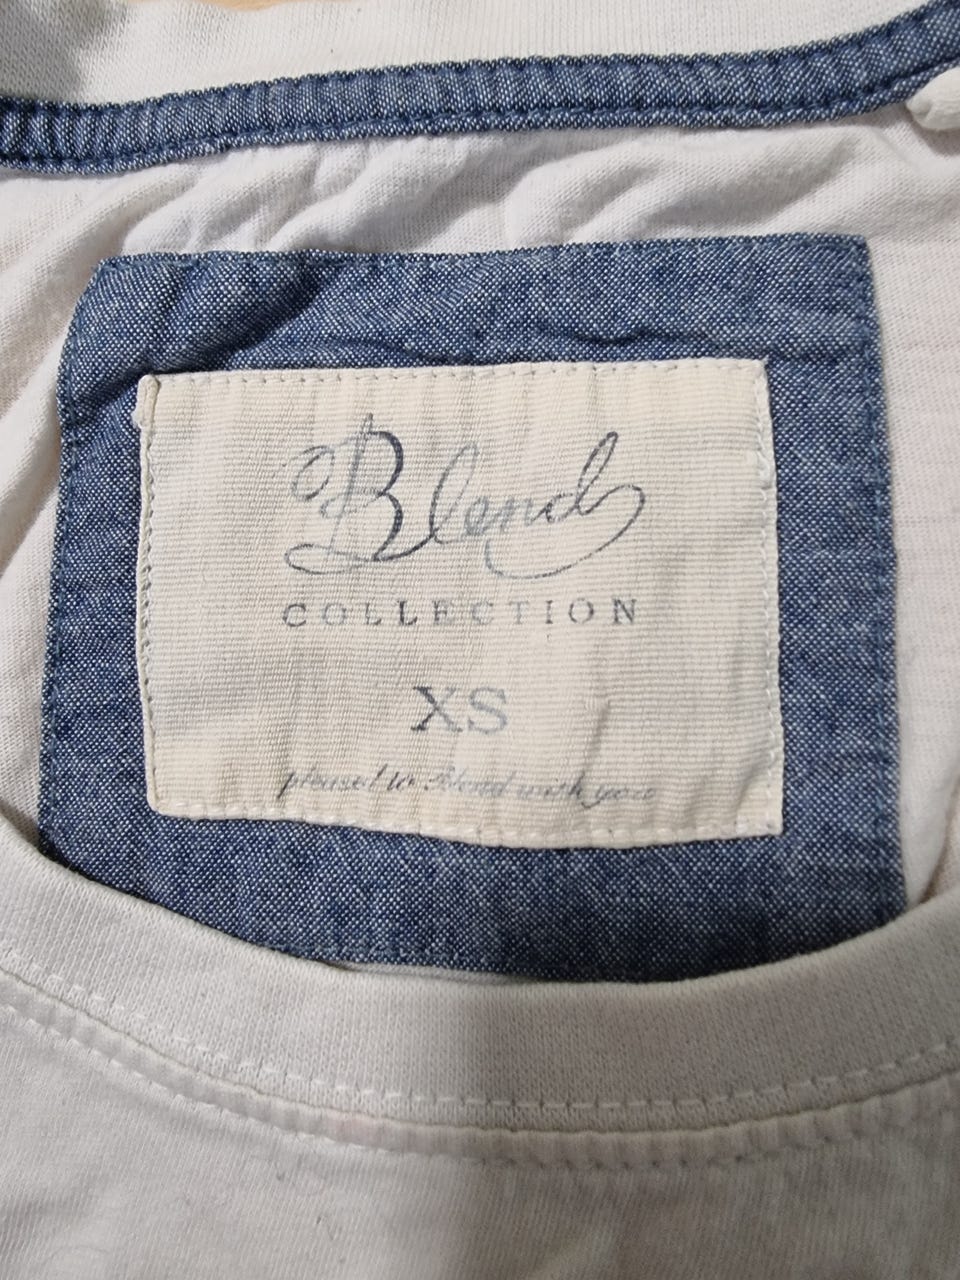 Blend
COLLECTION
XS
pleased to Blend with you